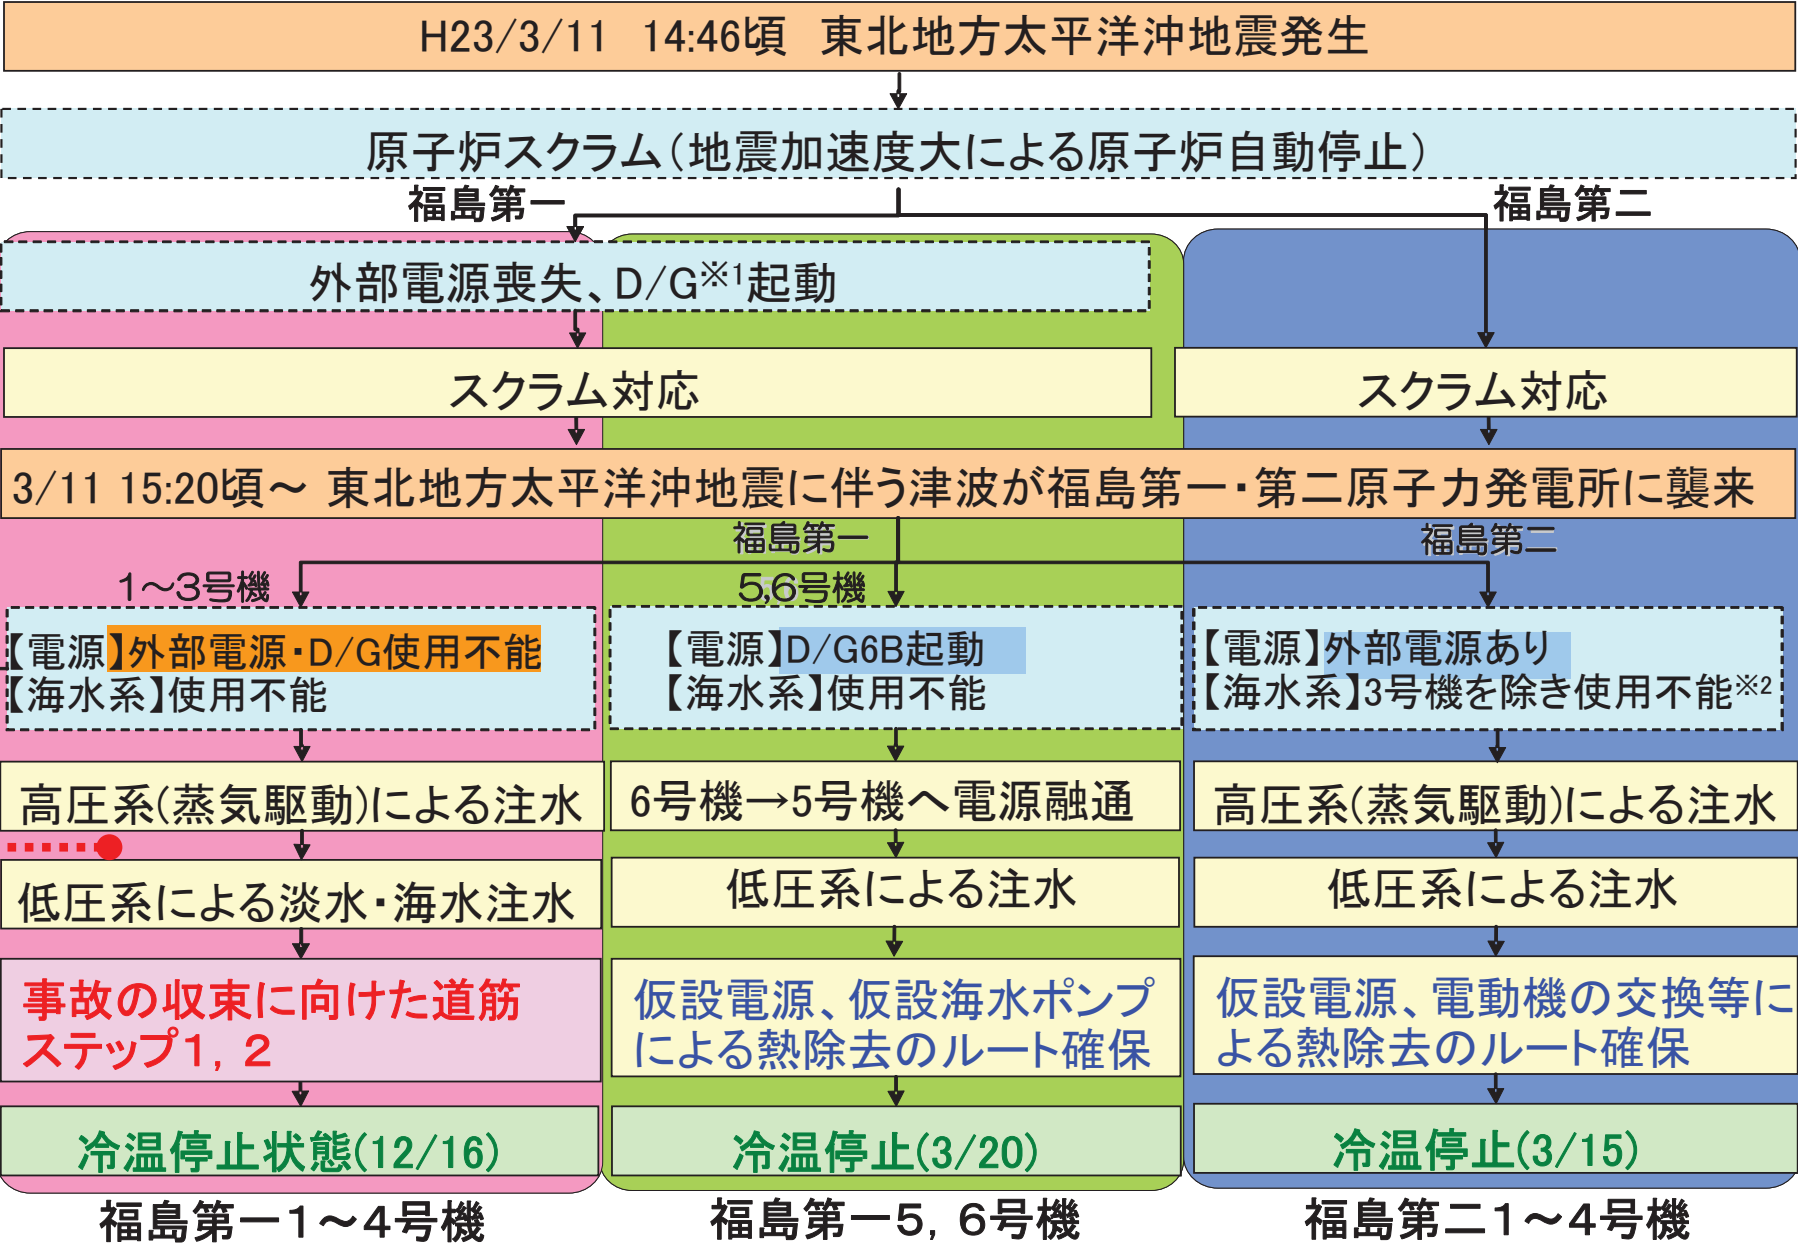 H23/3/11　14:46頃　東北地方太平洋沖地震発生
原子炉スクラム(地震加速度大による原子炉自動停止)
福島第一
福島第二
外部電源喪失、D/G※1起動
スクラム対応
スクラム対応
3/11 15:20頃～ 東北地方太平洋沖地震に伴う津波が福島第一・第二原子力発電所に襲来
福島第一
福島第二
1～3号機
5,6号機
【電源】外部電源・D/G使用不能
【海水系】使用不能
【電源】D/G6B起動
【海水系】使用不能
【電源】外部電源あり
【海水系】3号機を除き使用不能※2
高圧系(蒸気駆動)による注水
6号機→5号機へ電源融通
高圧系(蒸気駆動)による注水
低圧系による淡水・海水注水
低圧系による注水
低圧系による注水
事故の収束に向けた道筋
ステップ1, 2
仮設電源、仮設海水ポンプ
による熱除去のルート確保
仮設電源、電動機の交換等に
よる熱除去のルート確保
冷温停止状態(12/16)
冷温停止(3/20)
冷温停止(3/15)
福島第一1～4号機
福島第一5, 6号機
福島第二1～4号機